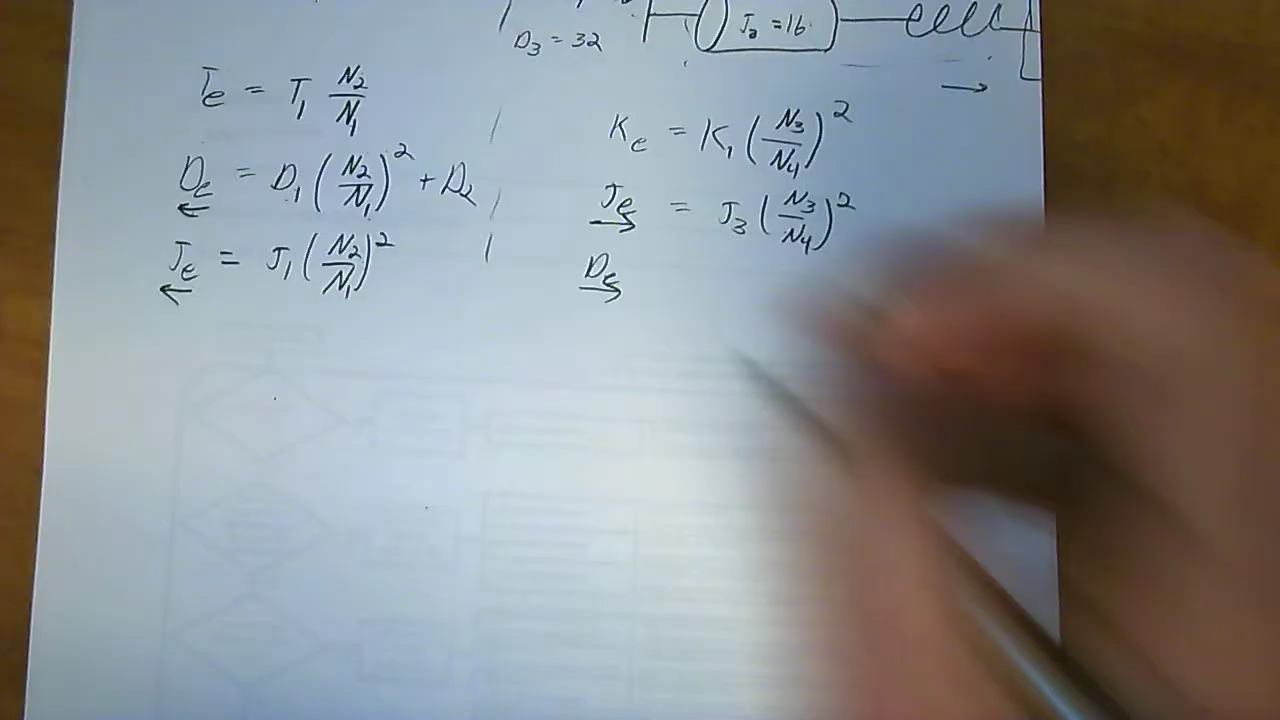 D₃ = 32
J₃ = 16
Tₑ = T₁ N₂/N₁
Dₑ = D₁ (N₂/N₁)² + D₂
Jₑ = J₁ (N₂/N₁)²
Kₑ = K₁ (N₃/N₄)²
Jₑ = J₃ (N₃/N₄)²
Dₑ